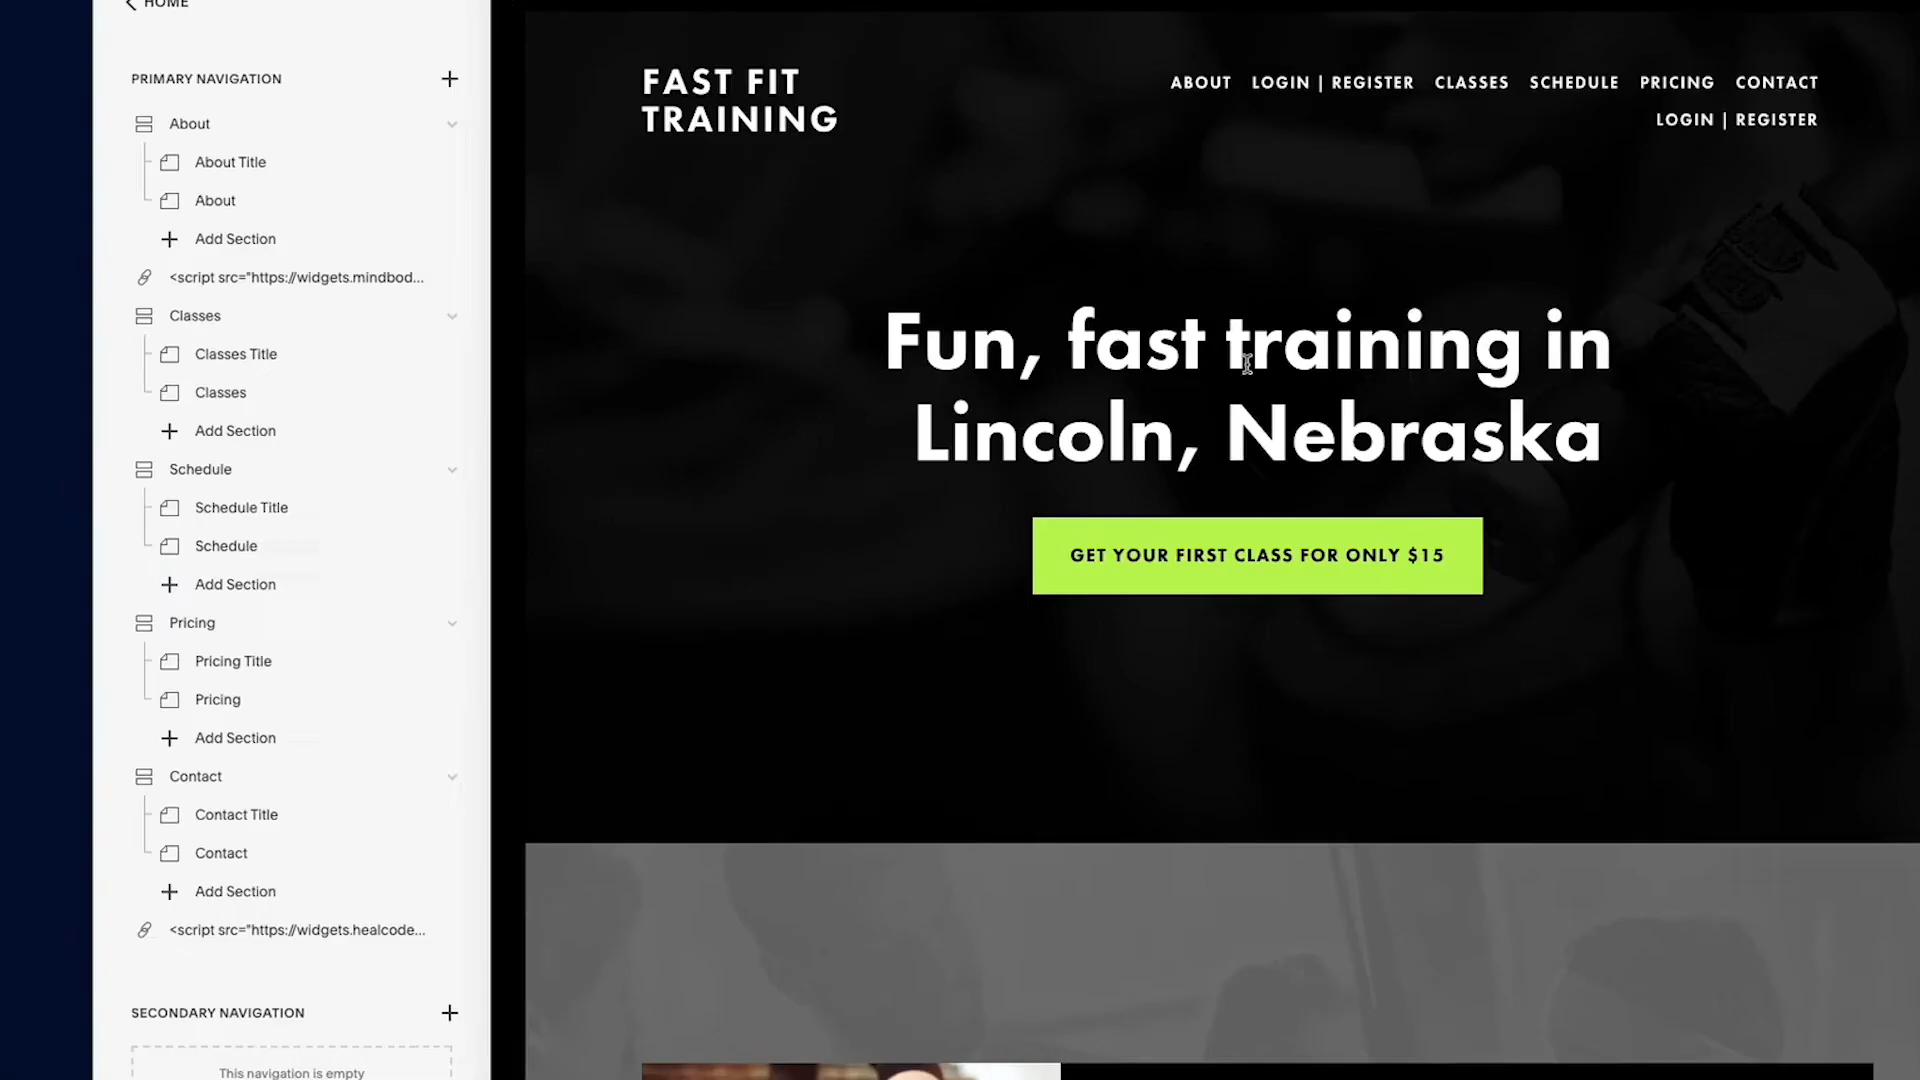 HOME
PRIMARY NAVIGATION
About
About Title
About
Add Section
<script src="https://widgets.mindbod...
Classes
Classes Title
Classes
Add Section
Schedule
Schedule Title
Schedule
Add Section
Pricing
Pricing Title
Pricing
Add Section
Contact
Contact Title
Contact
Add Section
<script src="https://widgets.healcode...
SECONDARY NAVIGATION
This navigation is empty
FAST FIT
TRAINING
ABOUT LOGIN | REGISTER CLASSES SCHEDULE PRICING CONTACT
LOGIN | REGISTER
Fun, fast training in
Lincoln, Nebraska
GET YOUR FIRST CLASS FOR ONLY $15